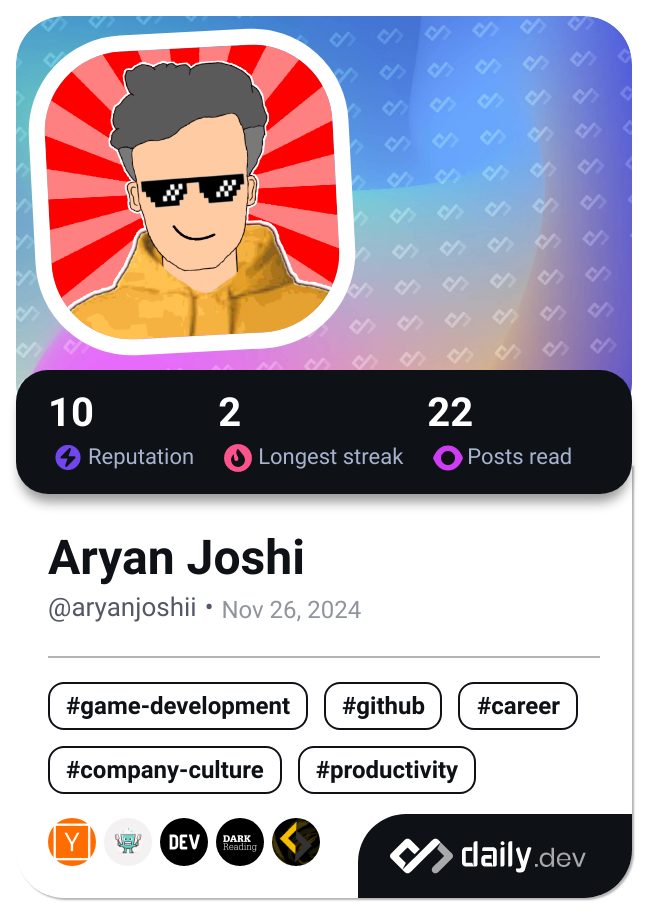 10 2 22
Reputation Longest streak Posts read
Aryan Joshi
@aryanjoshii • Nov 26, 2024
#game-development #github #career
#company-culture #productivity
Y DEV DARK
Reading
daily.dev